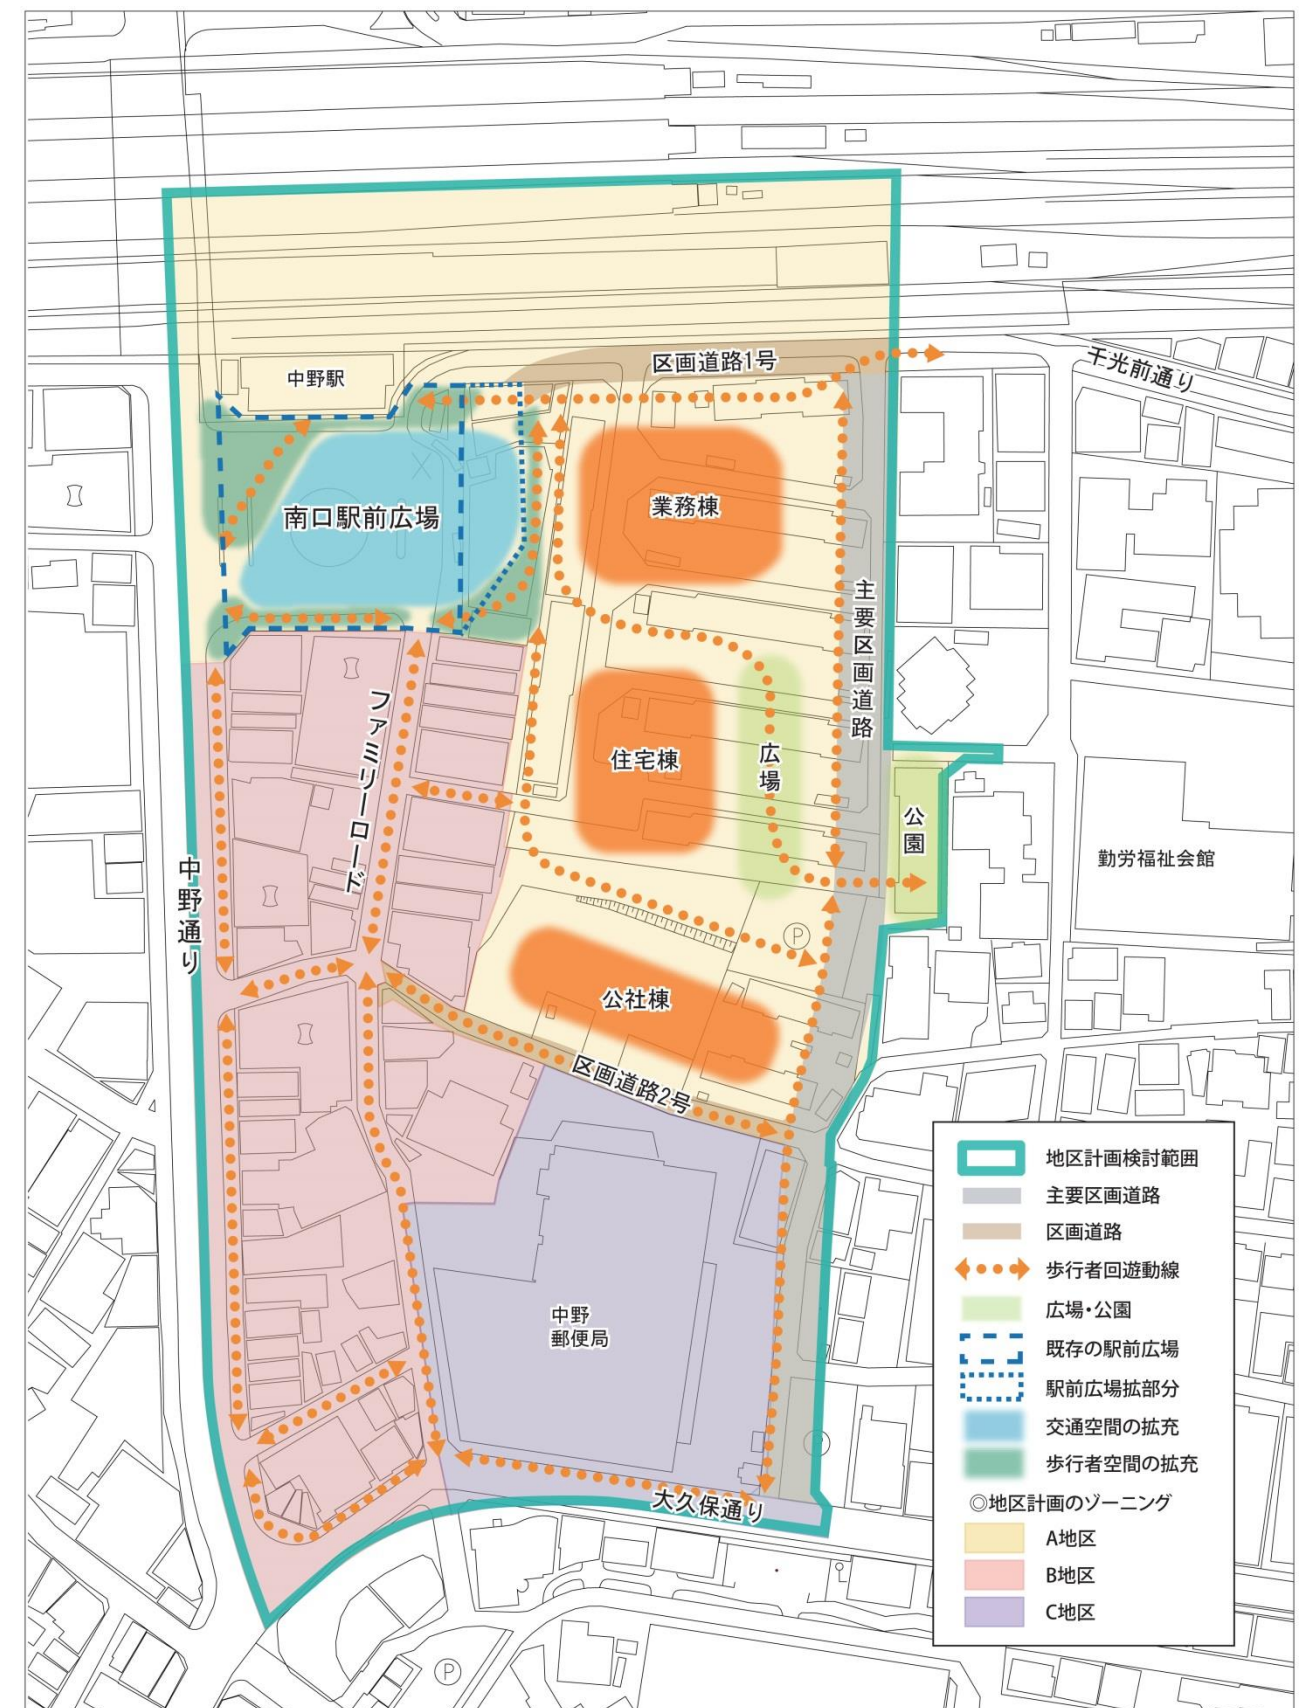 区画道路1号
千光前通り
中野駅
南口駅前広場
業務棟
主要区画道路
ファミリーロード
住宅棟
広場
公園
勤労福祉会館
中野通り
P
公社棟
区画道路2号
中野
郵便局
P
大久保通り
P
地区計画検討範囲
主要区画道路
区画道路
歩行者回遊動線
広場・公園
既存の駅前広場
駅前広場拡部分
交通空間の拡充
歩行者空間の拡充
◎地区計画のゾーニング
A地区
B地区
C地区